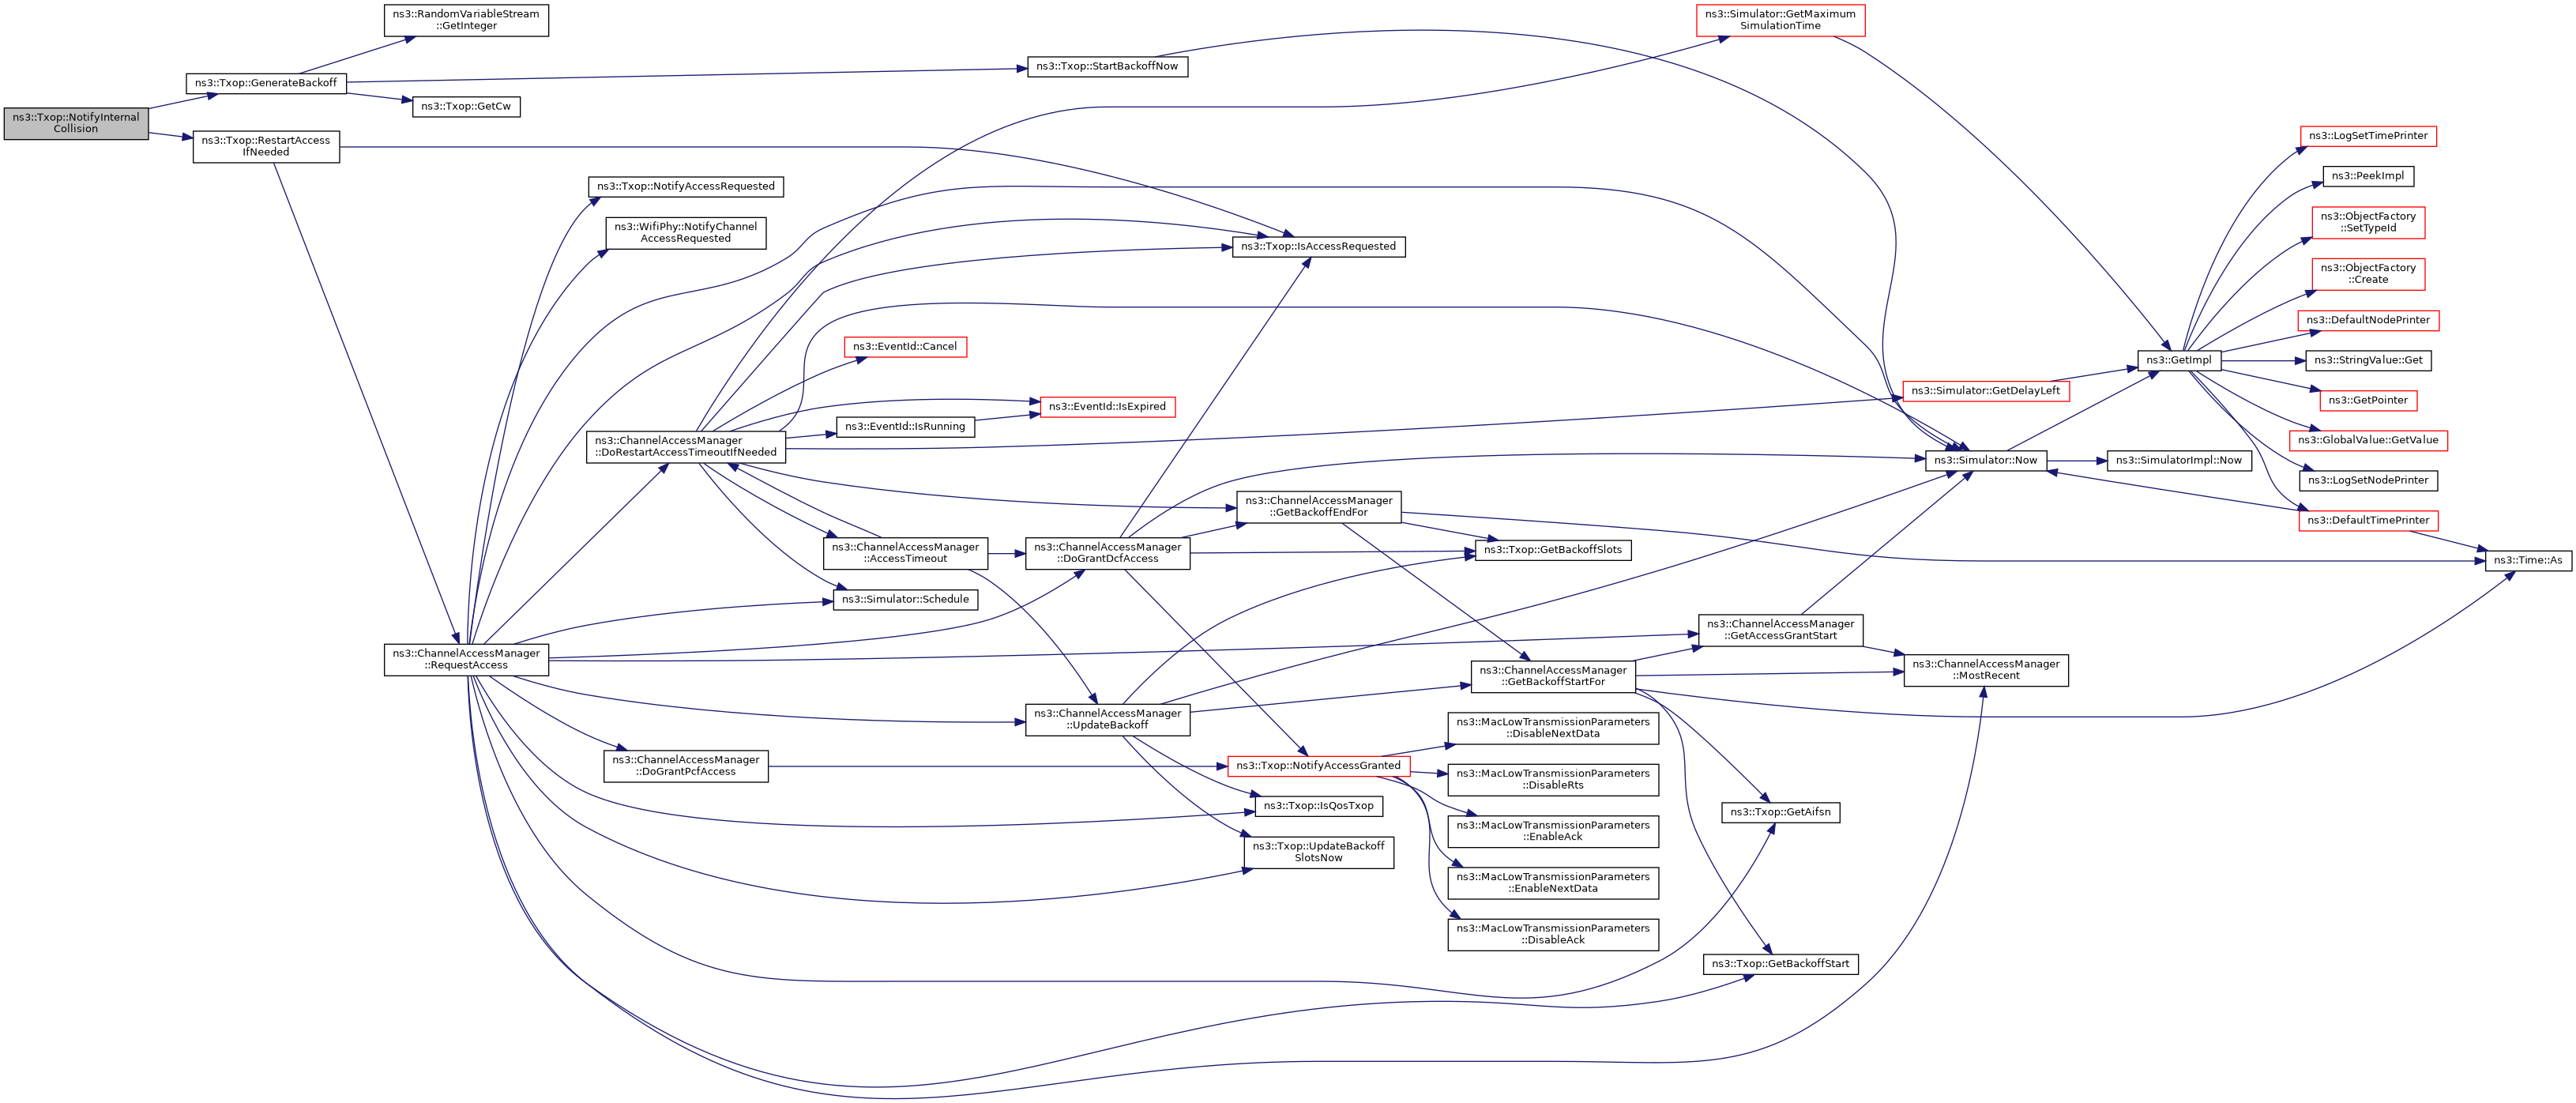 ns3::Txop::NotifyInternal
Collision
ns3::Txop::GenerateBackoff
ns3::RandomVariableStream
::GetInteger
ns3::Txop::StartBackoffNow
ns3::Txop::GetCw
ns3::Txop::RestartAccess
IfNeeded
ns3::Simulator::GetMaximum
SimulationTime
ns3::Txop::NotifyAccessRequested
ns3::WifiPhy::NotifyChannel
AccessRequested
ns3::Txop::IsAccessRequested
ns3::EventId::Cancel
ns3::EventId::IsExpired
ns3::EventId::IsRunning
ns3::ChannelAccessManager
::DoRestartAccessTimeoutIfNeeded
ns3::Simulator::GetDelayLeft
ns3::Simulator::Now
ns3::SimulatorImpl::Now
ns3::GetImpl
ns3::LogSetTimePrinter
ns3::PeekImpl
ns3::ObjectFactory
::SetTypeId
ns3::ObjectFactory
::Create
ns3::DefaultNodePrinter
ns3::StringValue::Get
ns3::GetPointer
ns3::GlobalValue::GetValue
ns3::LogSetNodePrinter
ns3::DefaultTimePrinter
ns3::Time::As
ns3::ChannelAccessManager
::GetBackoffEndFor
ns3::ChannelAccessManager
::AccessTimeout
ns3::ChannelAccessManager
::DoGrantDcfAccess
ns3::Txop::GetBackoffSlots
ns3::Simulator::Schedule
ns3::ChannelAccessManager
::RequestAccess
ns3::ChannelAccessManager
::GetAccessGrantStart
ns3::ChannelAccessManager
::GetBackoffStartFor
ns3::ChannelAccessManager
::MostRecent
ns3::ChannelAccessManager
::UpdateBackoff
ns3::ChannelAccessManager
::DoGrantPcfAccess
ns3::Txop::NotifyAccessGranted
ns3::MacLowTransmissionParameters
::DisableNextData
ns3::MacLowTransmissionParameters
::DisableRts
ns3::MacLowTransmissionParameters
::EnableAck
ns3::MacLowTransmissionParameters
::EnableNextData
ns3::MacLowTransmissionParameters
::DisableAck
ns3::Txop::IsQosTxop
ns3::Txop::UpdateBackoff
SlotsNow
ns3::Txop::GetAifsn
ns3::Txop::GetBackoffStart